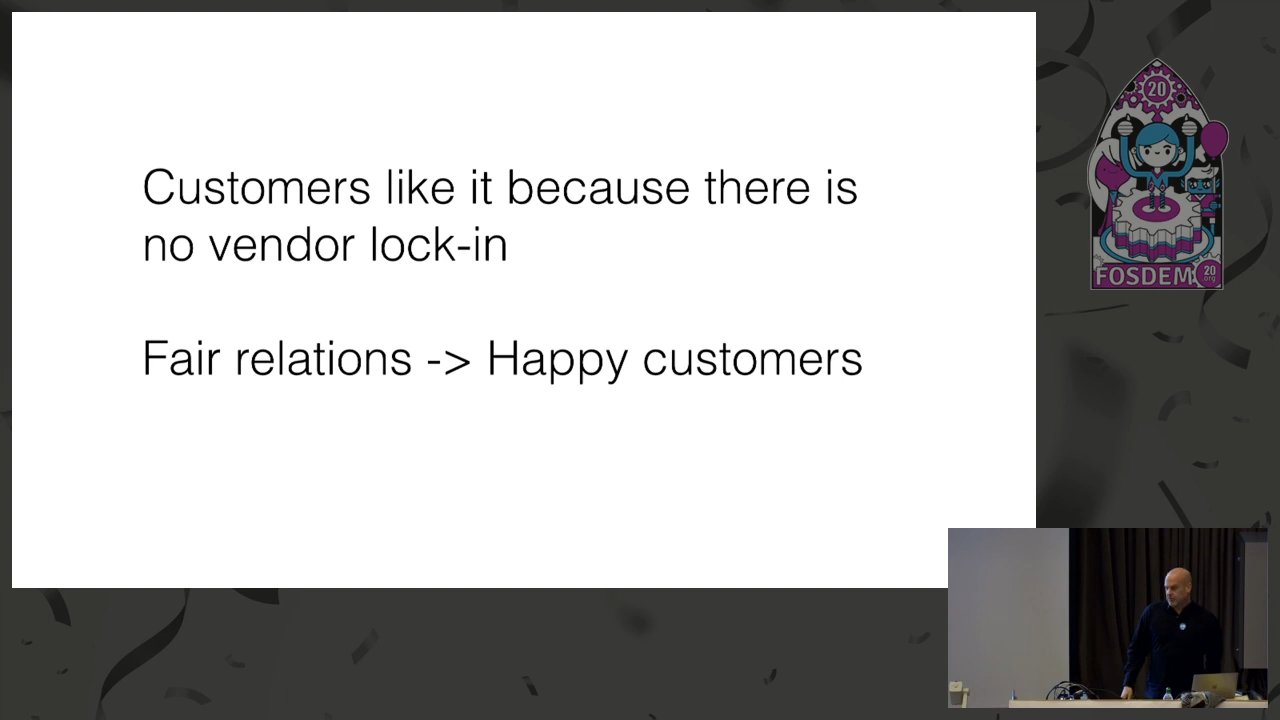 Customers like it because there is
no vendor lock-in
Fair relations -> Happy customers
20
FOSDEM
20
.org